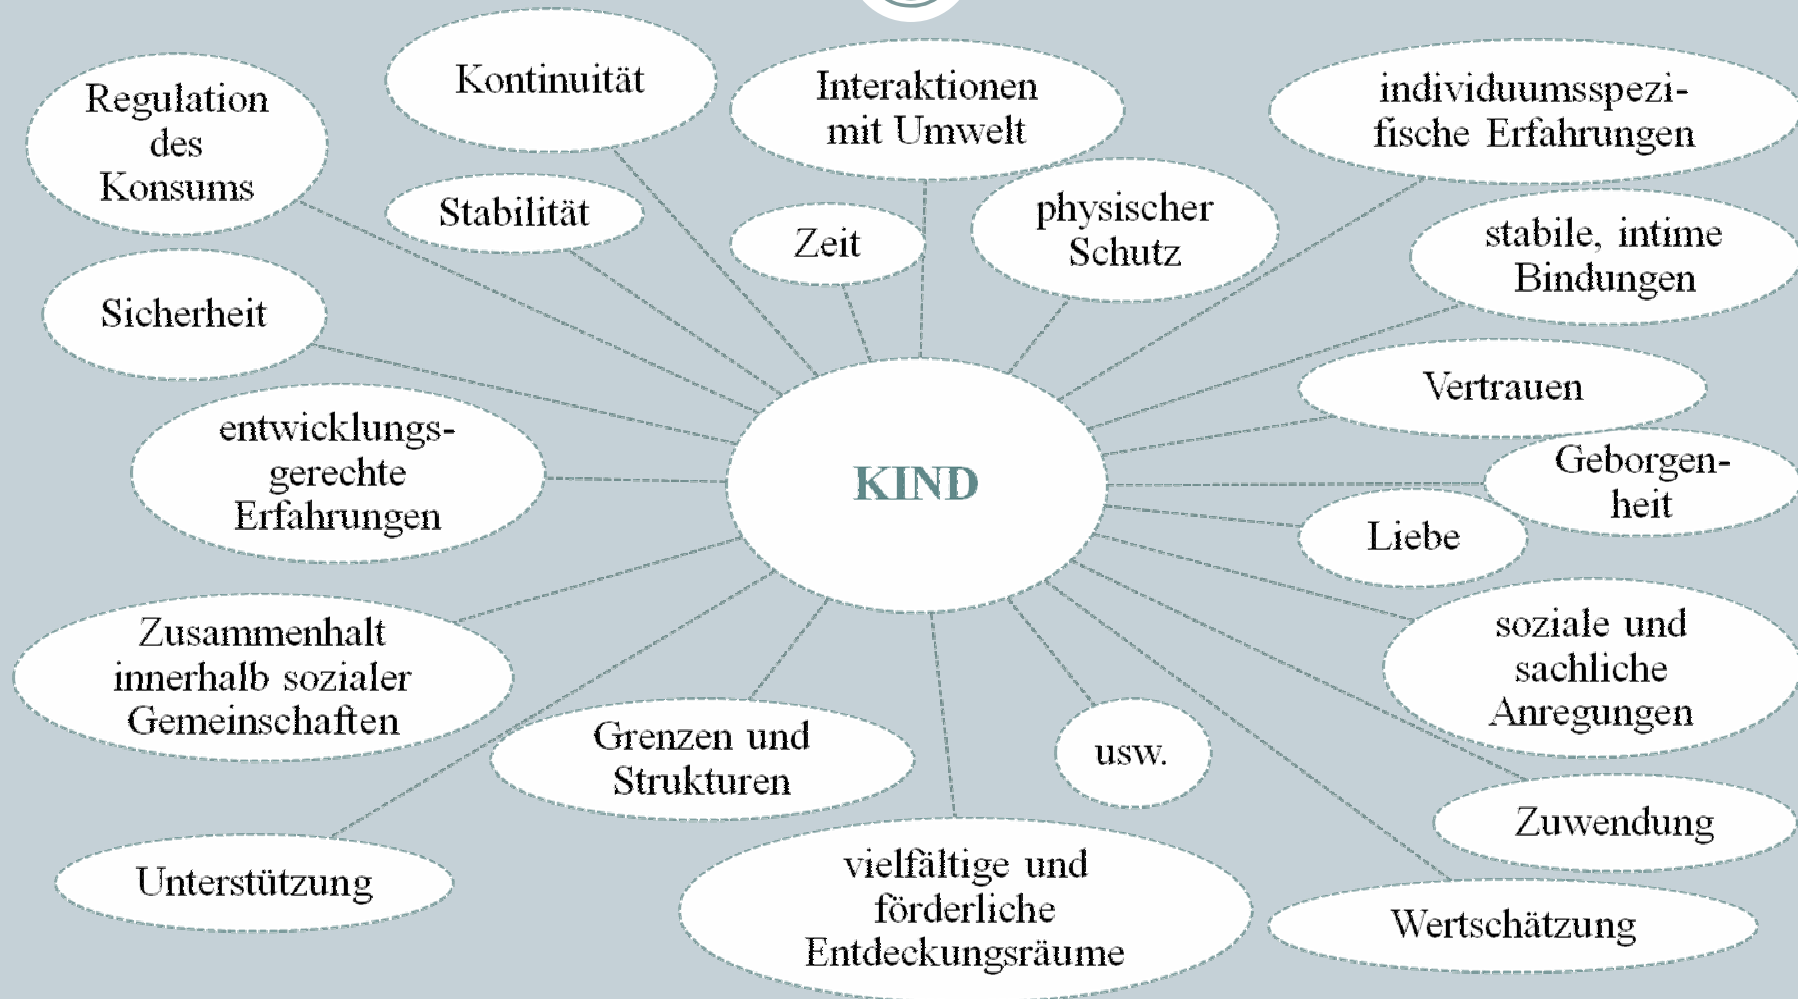 Kontinuität
Interaktionen
mit Umwelt
individuumsspezi-
fische Erfahrungen
Regulation
des
Konsums
Stabilität
Zeit
physischer
Schutz
stabile, intime
Bindungen
Sicherheit
Vertrauen
entwicklungs-
gerechte
Erfahrungen
KIND
Geborgen-
heit
Liebe
Zusammenhalt
innerhalb sozialer
Gemeinschaften
soziale und
sachliche
Anregungen
Grenzen und
Strukturen
usw.
Zuwendung
Unterstützung
vielfältige und
förderliche
Entdeckungsräume
Wertschätzung